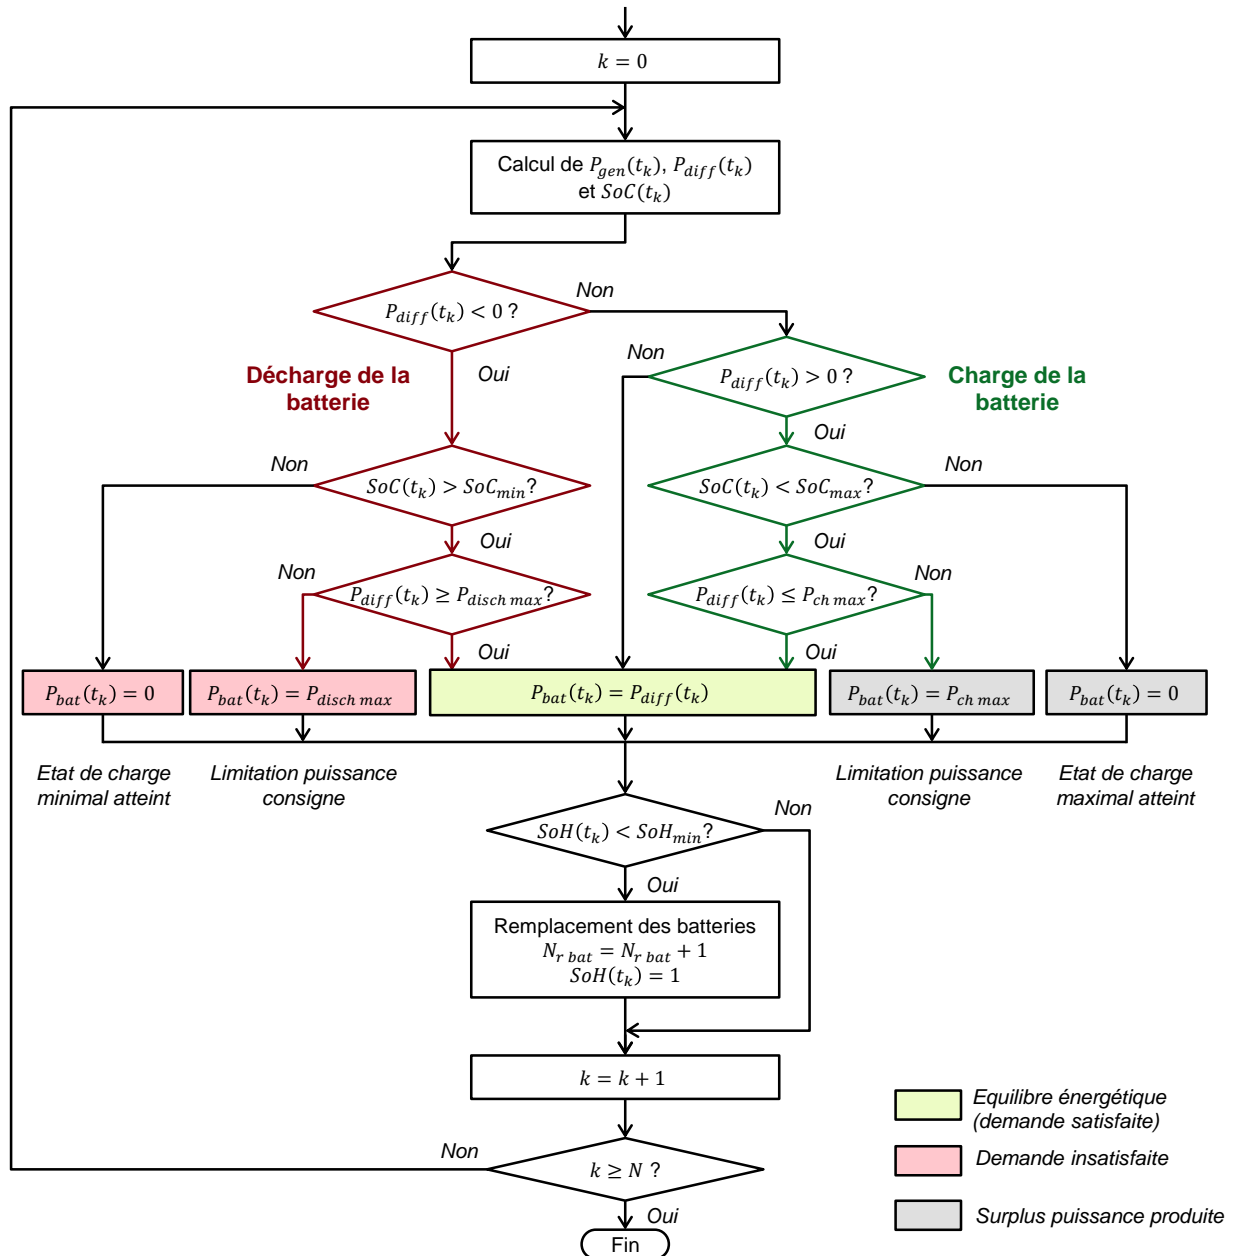 k = 0
Calcul de P_gen(t_k), P_diff(t_k)
et SoC(t_k)
P_diff(t_k) < 0 ?
Non
Oui
Décharge de la
batterie
Non
P_diff(t_k) > 0 ?
Charge de la
batterie
Oui
Non
SoC(t_k) > SoC_min?
Oui
SoC(t_k) < SoC_max?
Non
Oui
Non
P_diff(t_k) ≥ P_disch max?
Oui
P_diff(t_k) ≤ P_ch max?
Non
Oui
P_bat(t_k) = 0
P_bat(t_k) = P_disch max
P_bat(t_k) = P_diff(t_k)
P_bat(t_k) = P_ch max
P_bat(t_k) = 0
Etat de charge
minimal atteint
Limitation puissance
consigne
Limitation puissance
consigne
Etat de charge
maximal atteint
SoH(t_k) < SoH_min?
Non
Oui
Remplacement des batteries
N_r bat = N_r bat + 1
SoH(t_k) = 1
k = k + 1
k ≥ N ?
Non
Oui
Fin
Equilibre énergétique
(demande satisfaite)
Demande insatisfaite
Surplus puissance produite